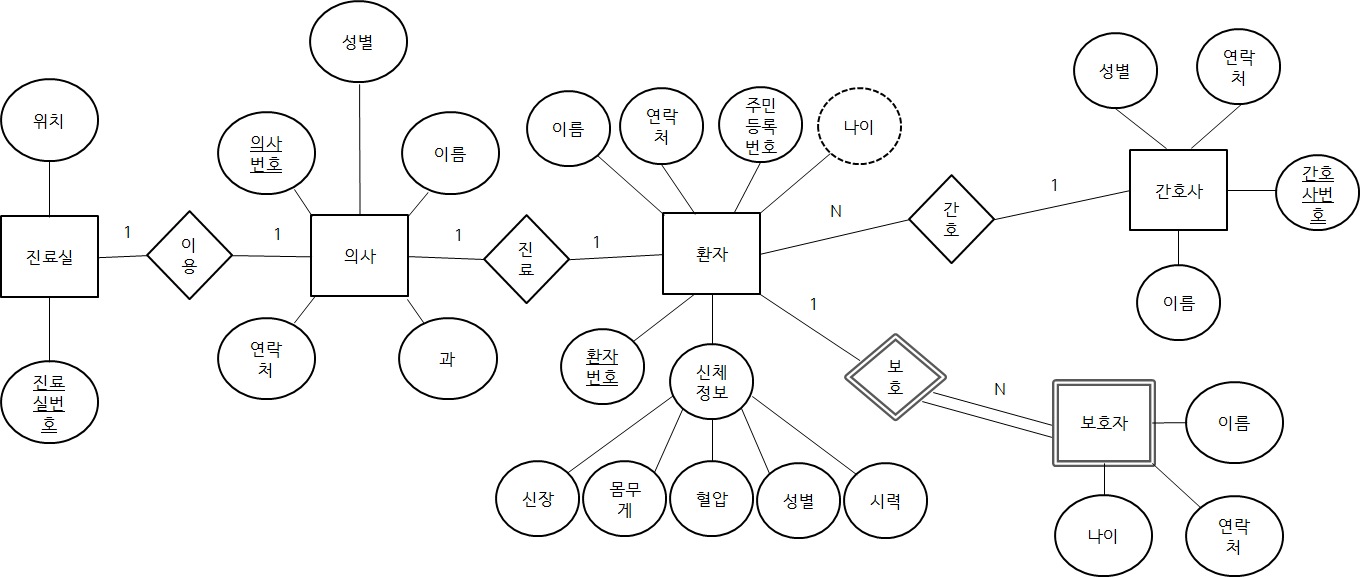 성별
위치
의사
번호
이름
진료실
1
이
용
1
의사
1
진
료
1
진료
실번
호
연락
처
과
이름
연락
처
주민
등록
번호
나이
환자
환자
번호
신체
정보
신장
몸무
게
혈압
성별
시력
N
간
호
1
성별
연락
처
간호사
간호
사번
호
이름
1
보
호
N
보호자
이름
나이
연락
처